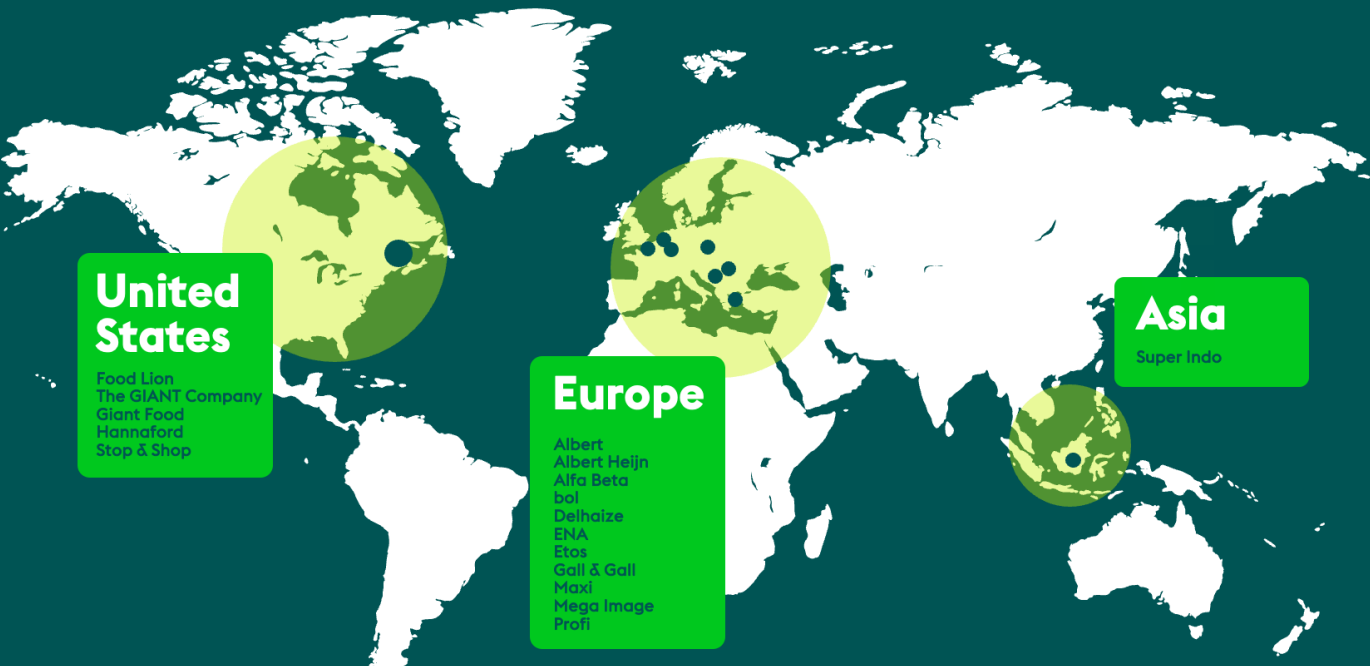 United
States
Food Lion
The GIANT Company
Giant Food
Hannaford
Stop & Shop
Europe
Albert
Albert Heijn
Alfa Beta
bol
Delhaize
ENA
Etos
Gall & Gall
Maxi
Mega Image
Profi
Asia
Super Indo